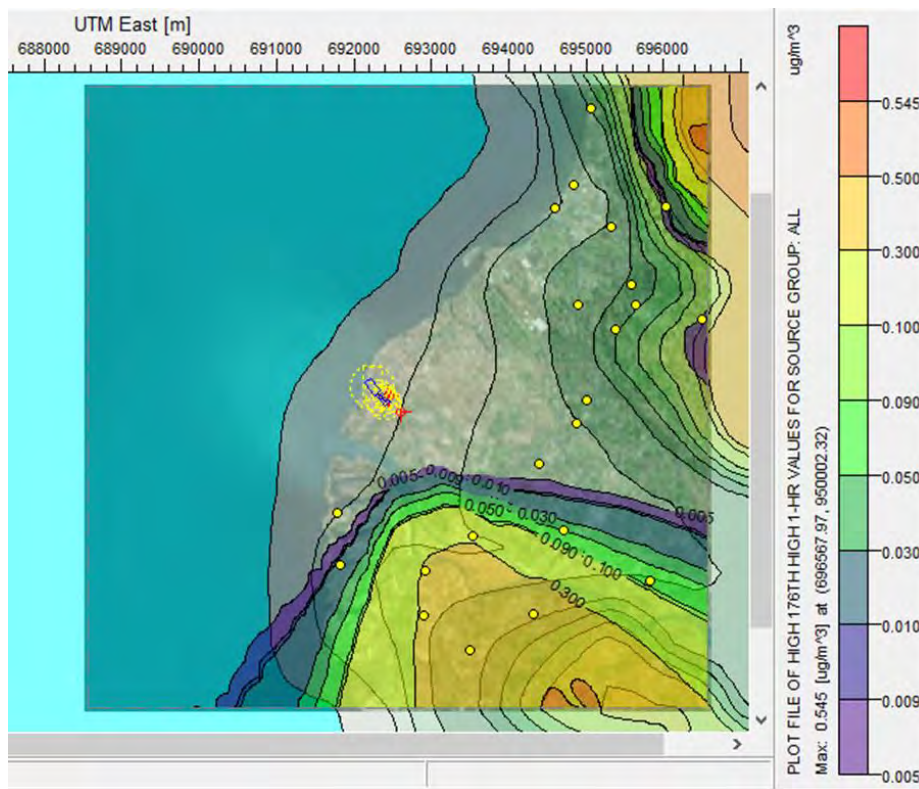 UTM East [m]
688000 689000 690000 691000 692000 693000 694000 695000 696000
0.005 0.009 0.010
0.050 0.030
0.005
0.090 0.100
0.300
PLOT FILE OF HIGH 176TH HIGH 1-HR VALUES FOR SOURCE GROUP: ALL
Max: 0.545 [ug/m^3] at (696567.97, 950002.32)
ug/m^3
0.545
0.500
0.300
0.100
0.090
0.050
0.030
0.010
0.009
0.005